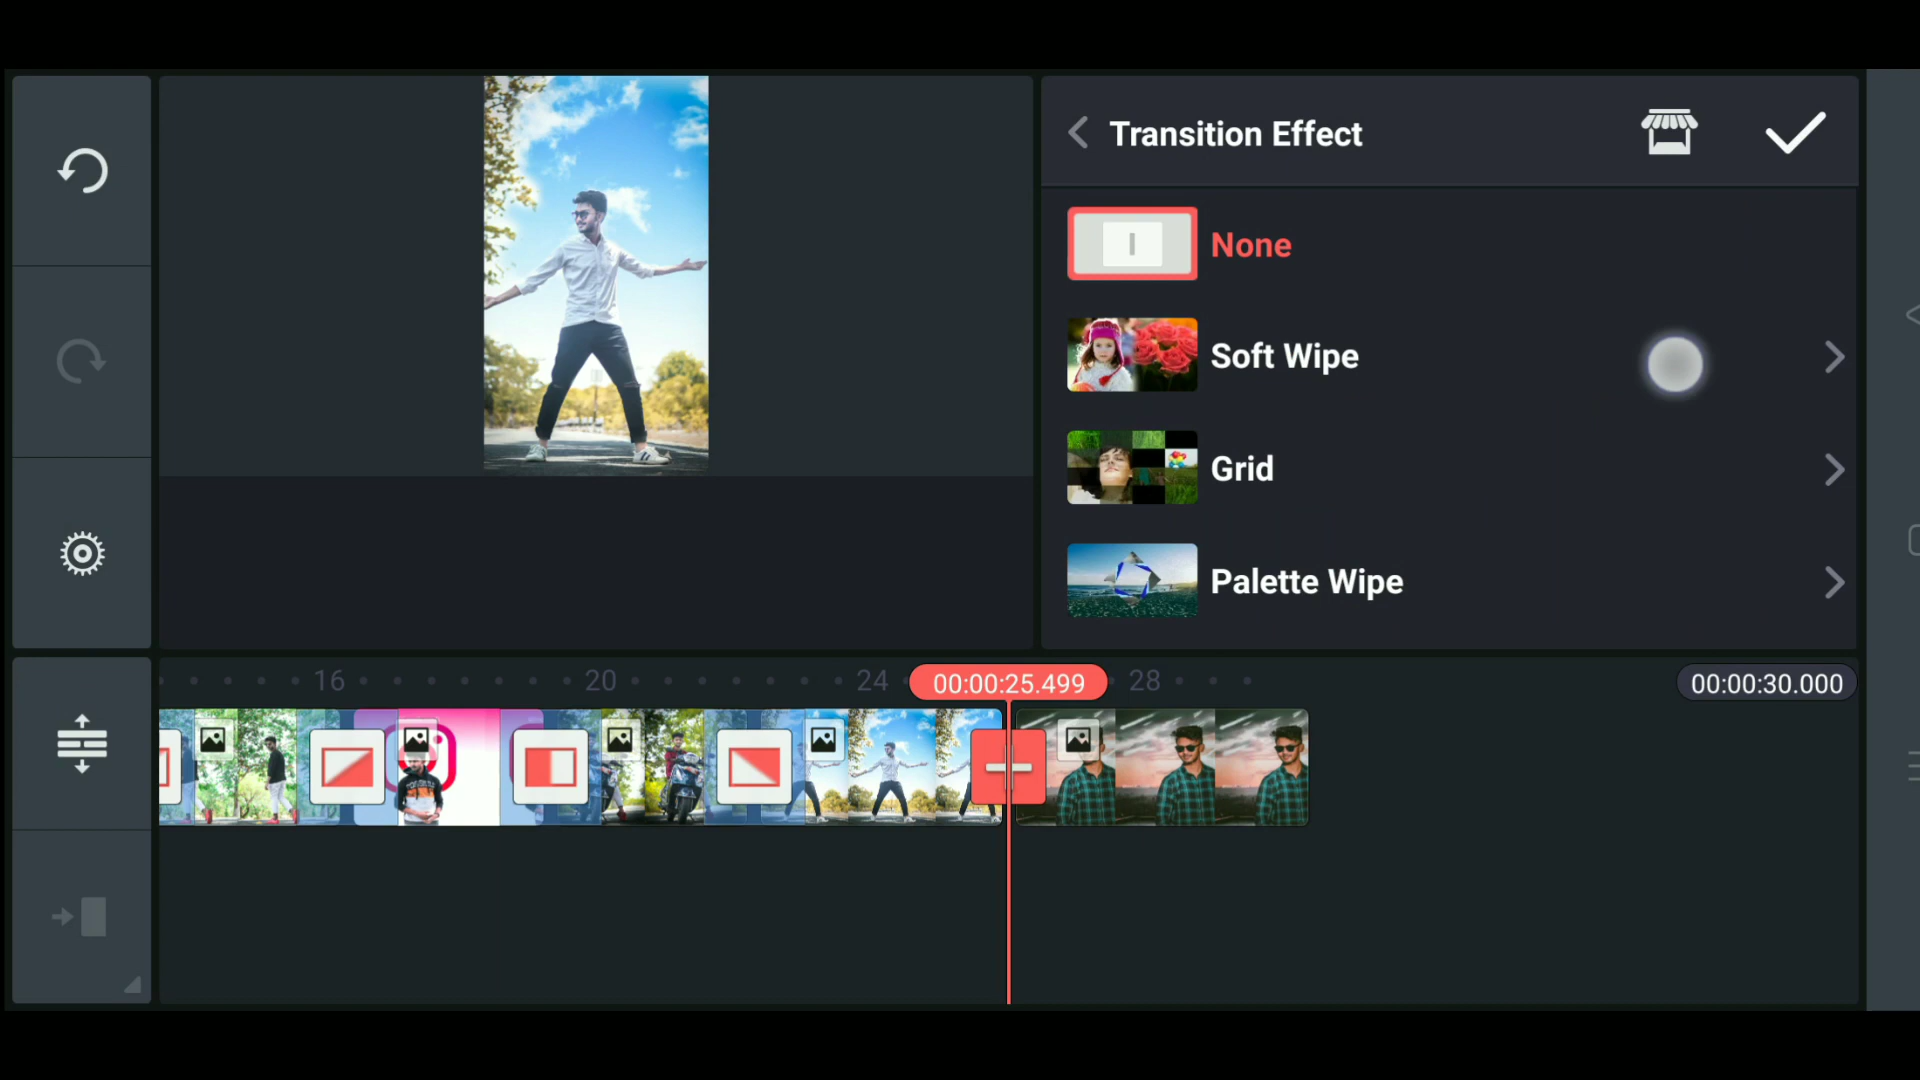 Transition Effect
None
Soft Wipe
Grid
Palette Wipe
16
20
24
00:00:25.499
28
00:00:30.000